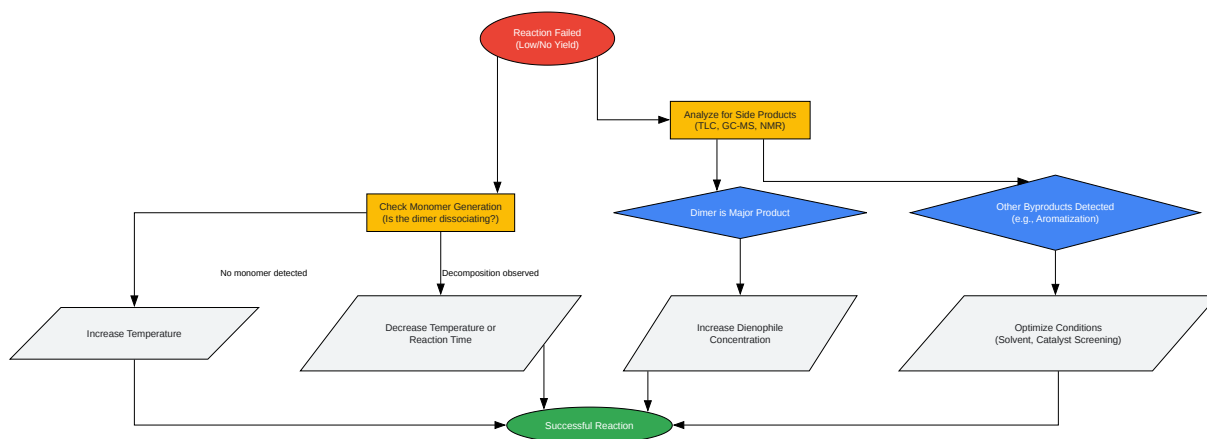 Reaction Failed
(Low/No Yield)
Analyze for Side Products
(TLC, GC-MS, NMR)
Check Monomer Generation
(Is the dimer dissociating?)
Dimer is Major Product
Other Byproducts Detected
(e.g., Aromatization)
No monomer detected
Decomposition observed
Increase Temperature
Decrease Temperature or
Reaction Time
Increase Dienophile
Concentration
Optimize Conditions
(Solvent, Catalyst Screening)
Successful Reaction